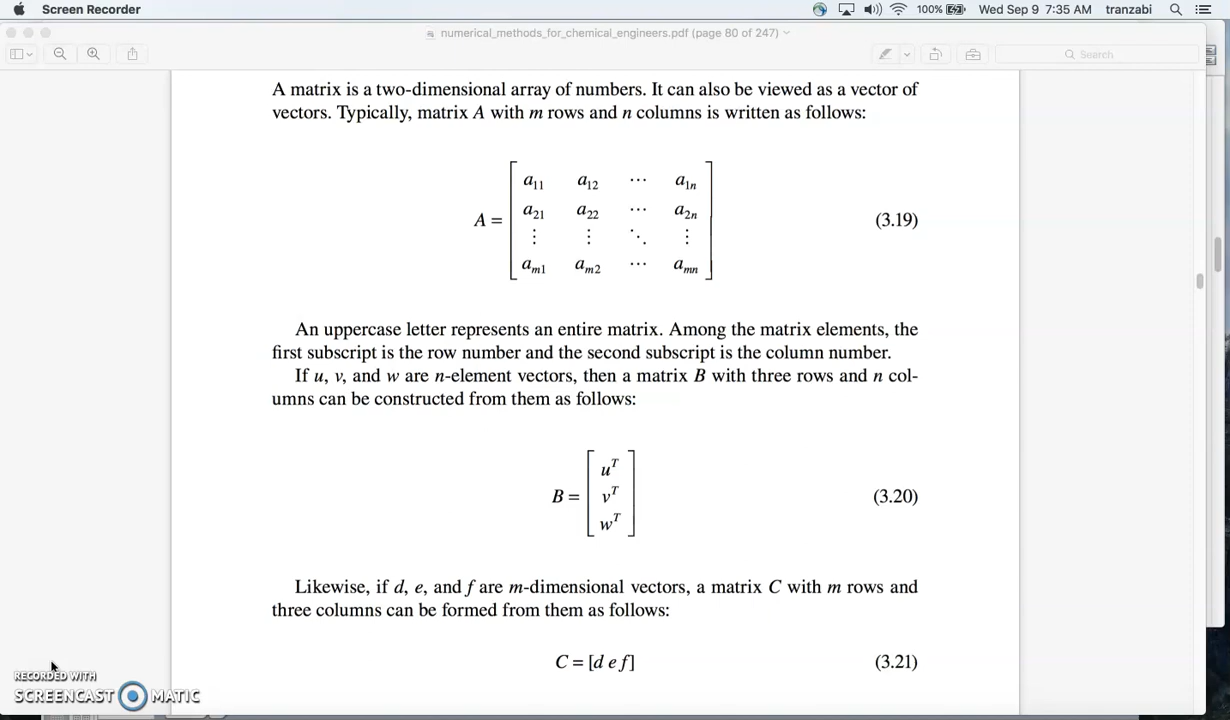 Screen Recorder 100% Wed Sep 9 7:35 AM tranzabi
numerical_methods_for_chemical_engineers.pdf (page 80 of 247)
Search
A matrix is a two-dimensional array of numbers. It can also be viewed as a vector of
vectors. Typically, matrix A with m rows and n columns is written as follows:
a₁₁ a₁₂ ⋯ a₁ₙ
A = a₂₁ a₂₂ ⋯ a₂ₙ (3.19)
⋮ ⋮ ⋱ ⋮
aₘ₁ aₘ₂ ⋯ aₘₙ
An uppercase letter represents an entire matrix. Among the matrix elements, the
first subscript is the row number and the second subscript is the column number.
If u, v, and w are n-element vectors, then a matrix B with three rows and n col-
umns can be constructed from them as follows:
uᵀ
B = vᵀ (3.20)
wᵀ
Likewise, if d, e, and f are m-dimensional vectors, a matrix C with m rows and
three columns can be formed from them as follows:
C = [d e f] (3.21)
RECORDED WITH
SCREENCAST MATIC